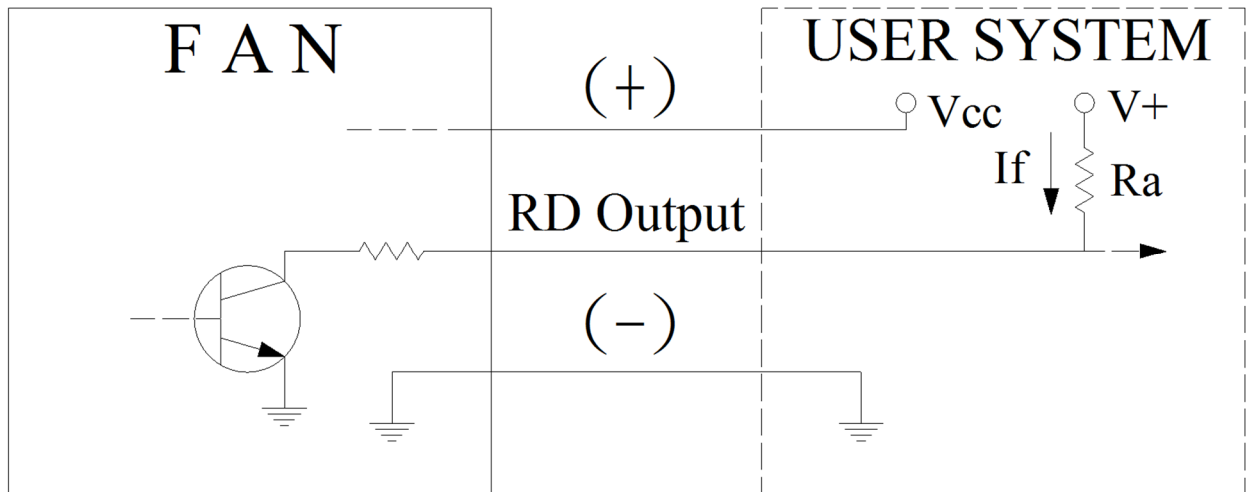 F A N
USER SYSTEM
(+)
Vcc
V+
If
Ra
RD Output
(-)